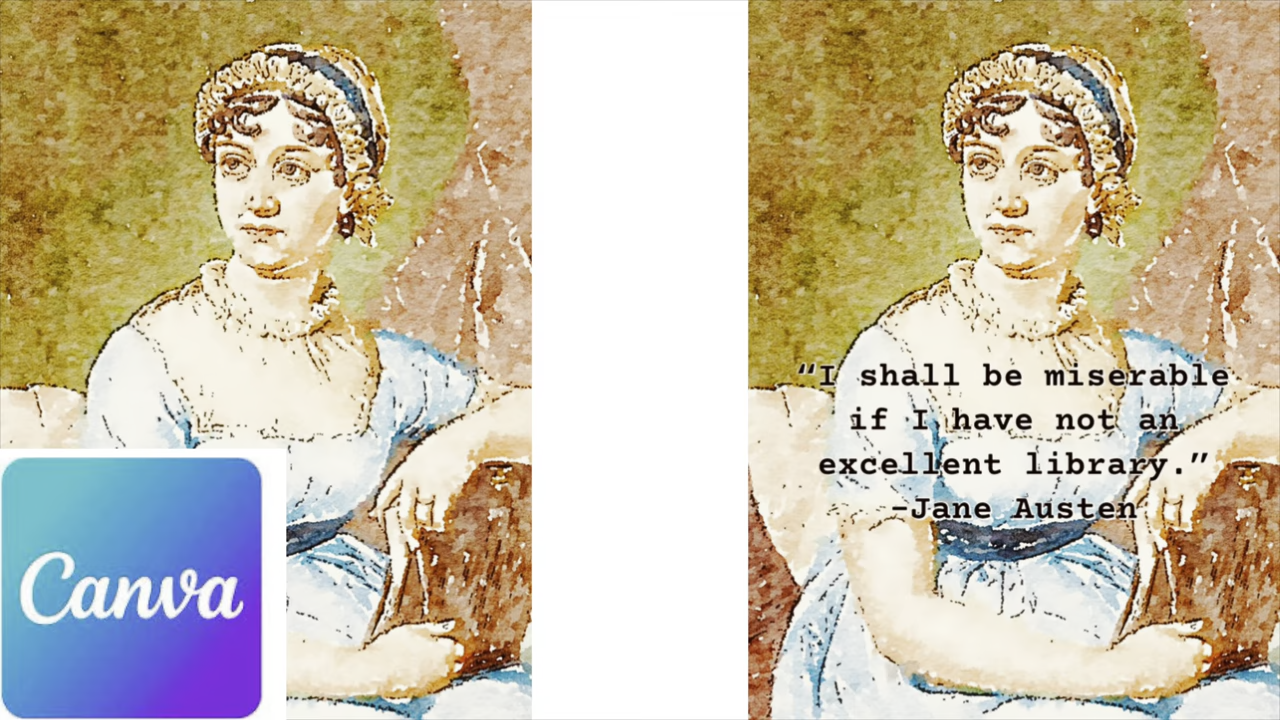 Canva
“I shall be miserable
if I have not an
excellent library.”
-Jane Austen